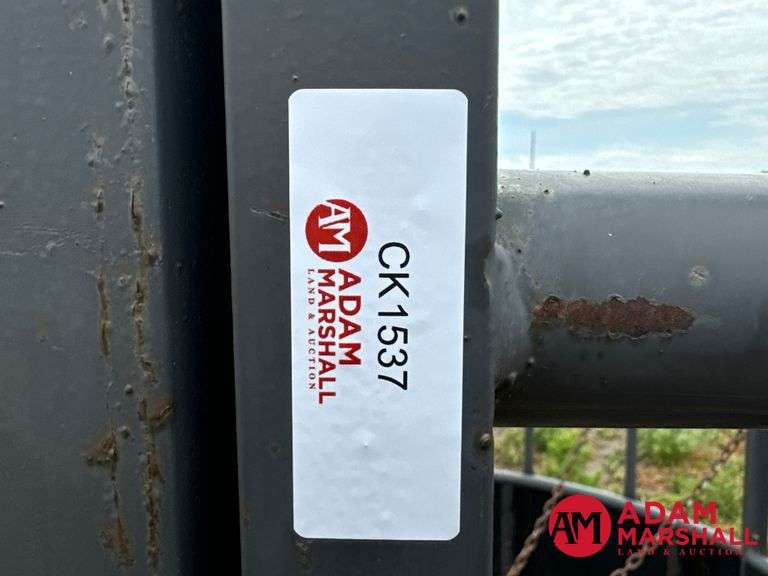 CK1537
AM
ADAM
MARSHALL
LAND & AUCTION
AM
ADAM
MARSHALL
LAND & AUCTION